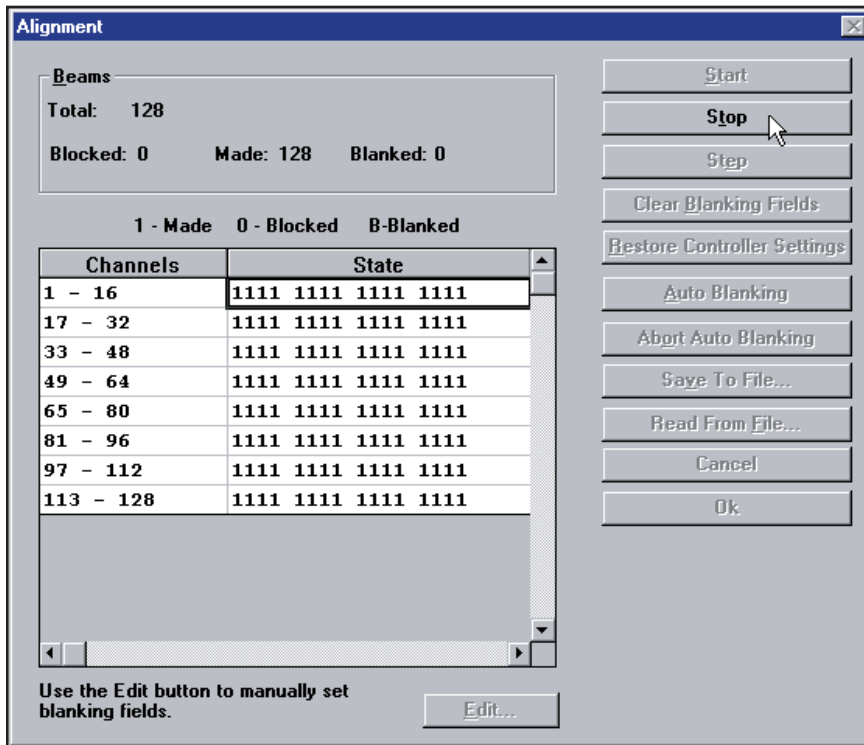 Alignment
Beams
Total: 128
Blocked: 0 Made: 128 Blanked: 0
1 - Made 0 - Blocked B-Blanked
Channels State
1 - 16 1111 1111 1111 1111
17 - 32 1111 1111 1111 1111
33 - 48 1111 1111 1111 1111
49 - 64 1111 1111 1111 1111
65 - 80 1111 1111 1111 1111
81 - 96 1111 1111 1111 1111
97 - 112 1111 1111 1111 1111
113 - 128 1111 1111 1111 1111
Use the Edit button to manually set
blanking fields.
Edit...
Start
Stop
Step
Clear Blanking Fields
Restore Controller Settings
Auto Blanking
Abort Auto Blanking
Save To File...
Read From File...
Cancel
Ok